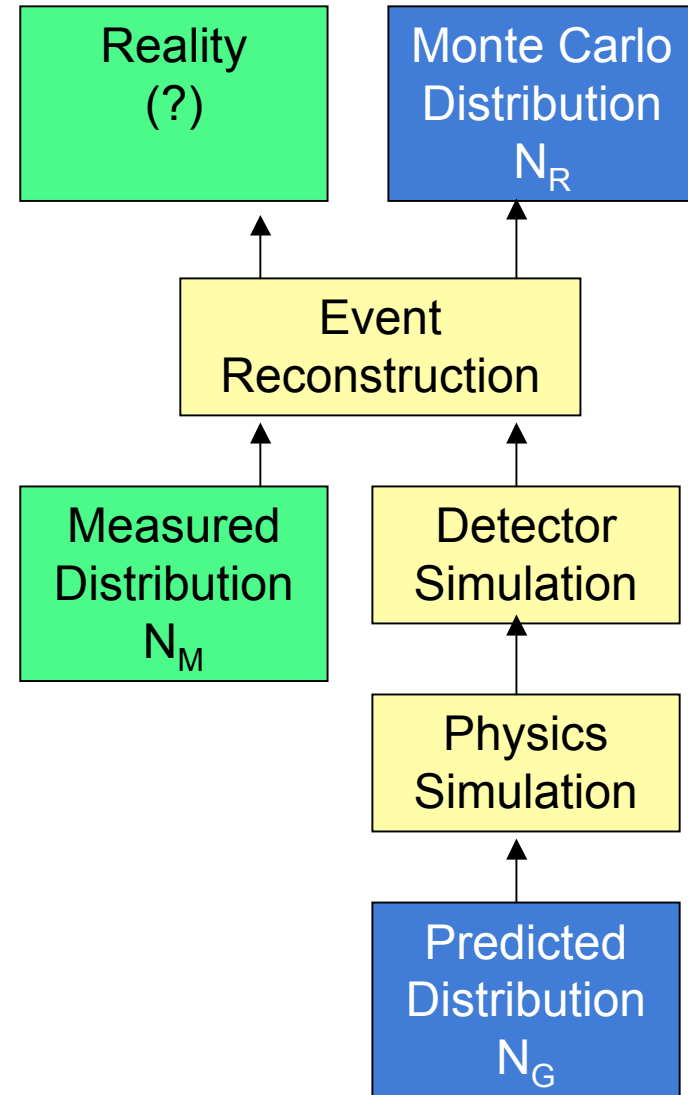 Reality
(?)
Monte Carlo
Distribution
N_R
Event
Reconstruction
Measured
Distribution
N_M
Detector
Simulation
Physics
Simulation
Predicted
Distribution
N_G